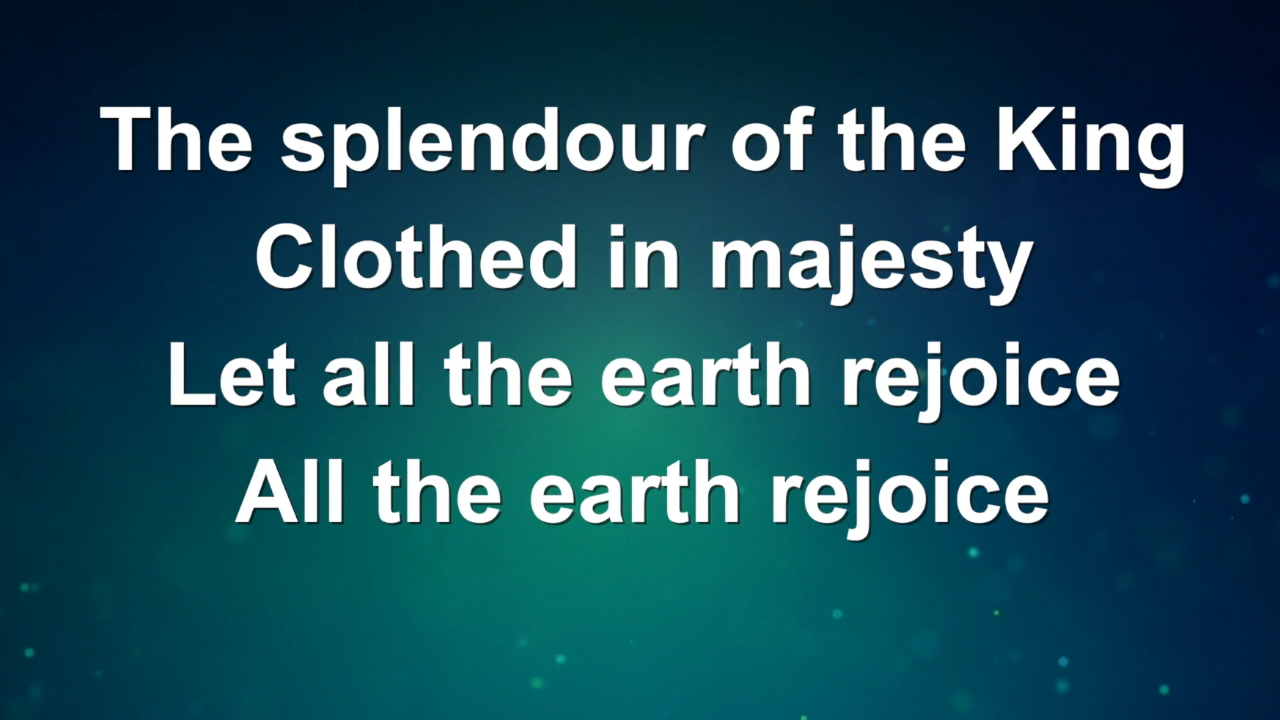 The splendour of the King
Clothed in majesty
Let all the earth rejoice
All the earth rejoice